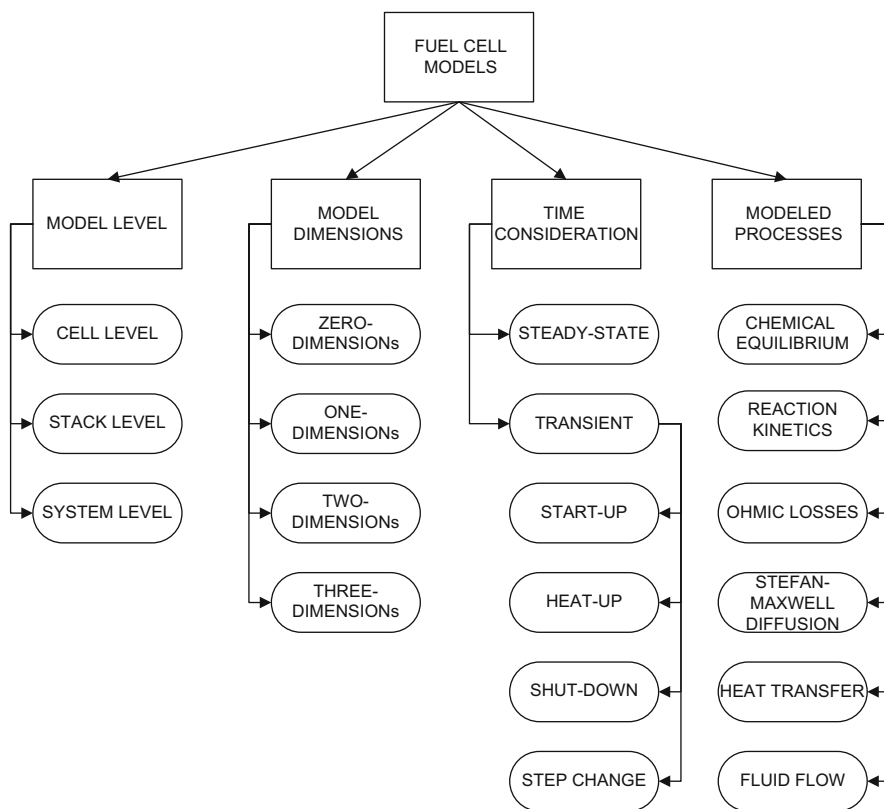 FUEL CELL
MODELS
MODEL LEVEL
MODEL
DIMENSIONS
TIME
CONSIDERATION
MODELED
PROCESSES
CELL LEVEL
STACK LEVEL
SYSTEM LEVEL
ZERO-
DIMENSIONs
ONE-
DIMENSIONs
TWO-
DIMENSIONs
THREE-
DIMENSIONs
STEADY-STATE
TRANSIENT
START-UP
HEAT-UP
SHUT-DOWN
STEP CHANGE
CHEMICAL
EQUILIBRIUM
REACTION
KINETICS
OHMIC LOSSES
STEFAN-
MAXWELL
DIFFUSION
HEAT TRANSFER
FLUID FLOW